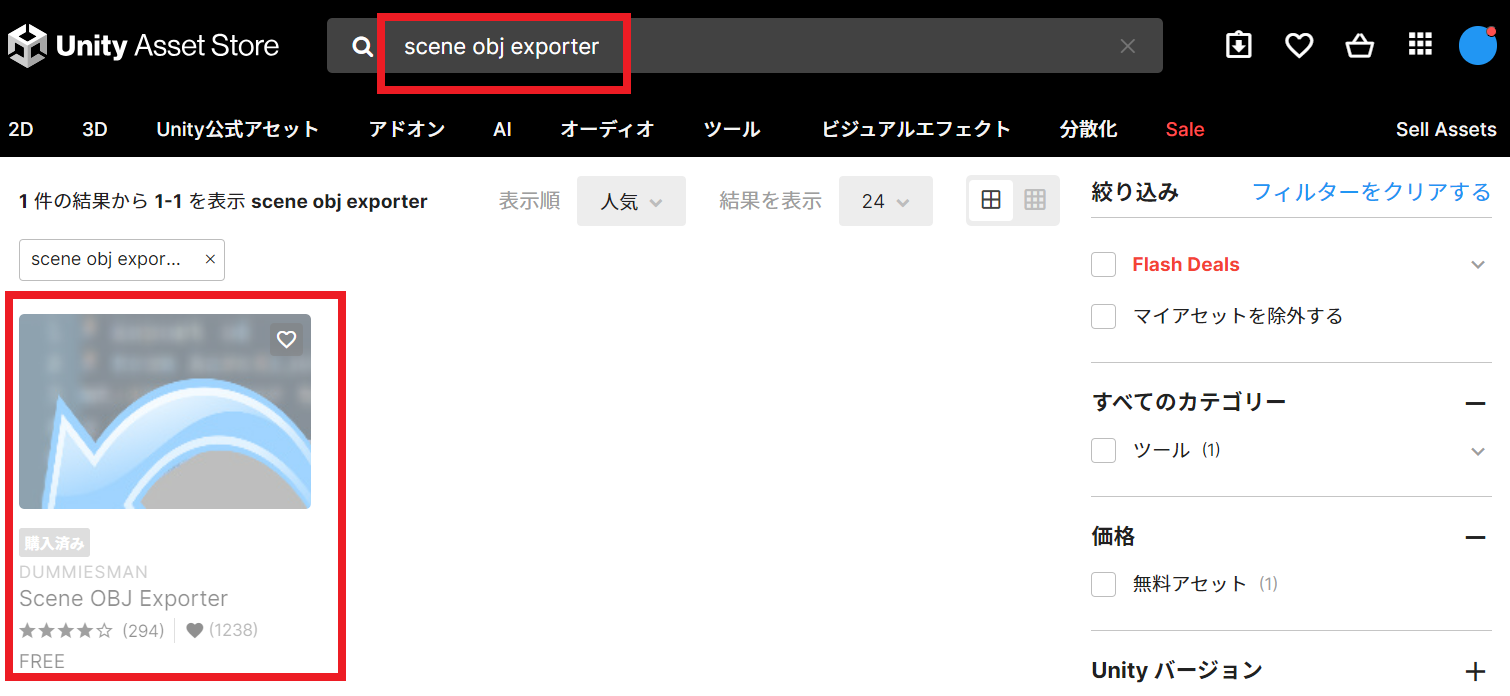 Unity Asset Store
scene obj exporter
2D 3D Unity公式アセット アドオン AI オーディオ ツール ビジュアルエフェクト 分散化 Sale Sell Assets
1 件の結果から 1-1 を表示 scene obj exporter
表示順 人気 結果を表示 24
scene obj expor... ×
購入済み
DUMMIESMAN
Scene OBJ Exporter
(294) (1238)
FREE
絞り込み フィルターをクリアする
Flash Deals
マイアセットを除外する
すべてのカテゴリー
ツール (1)
価格
無料アセット (1)
Unity バージョン